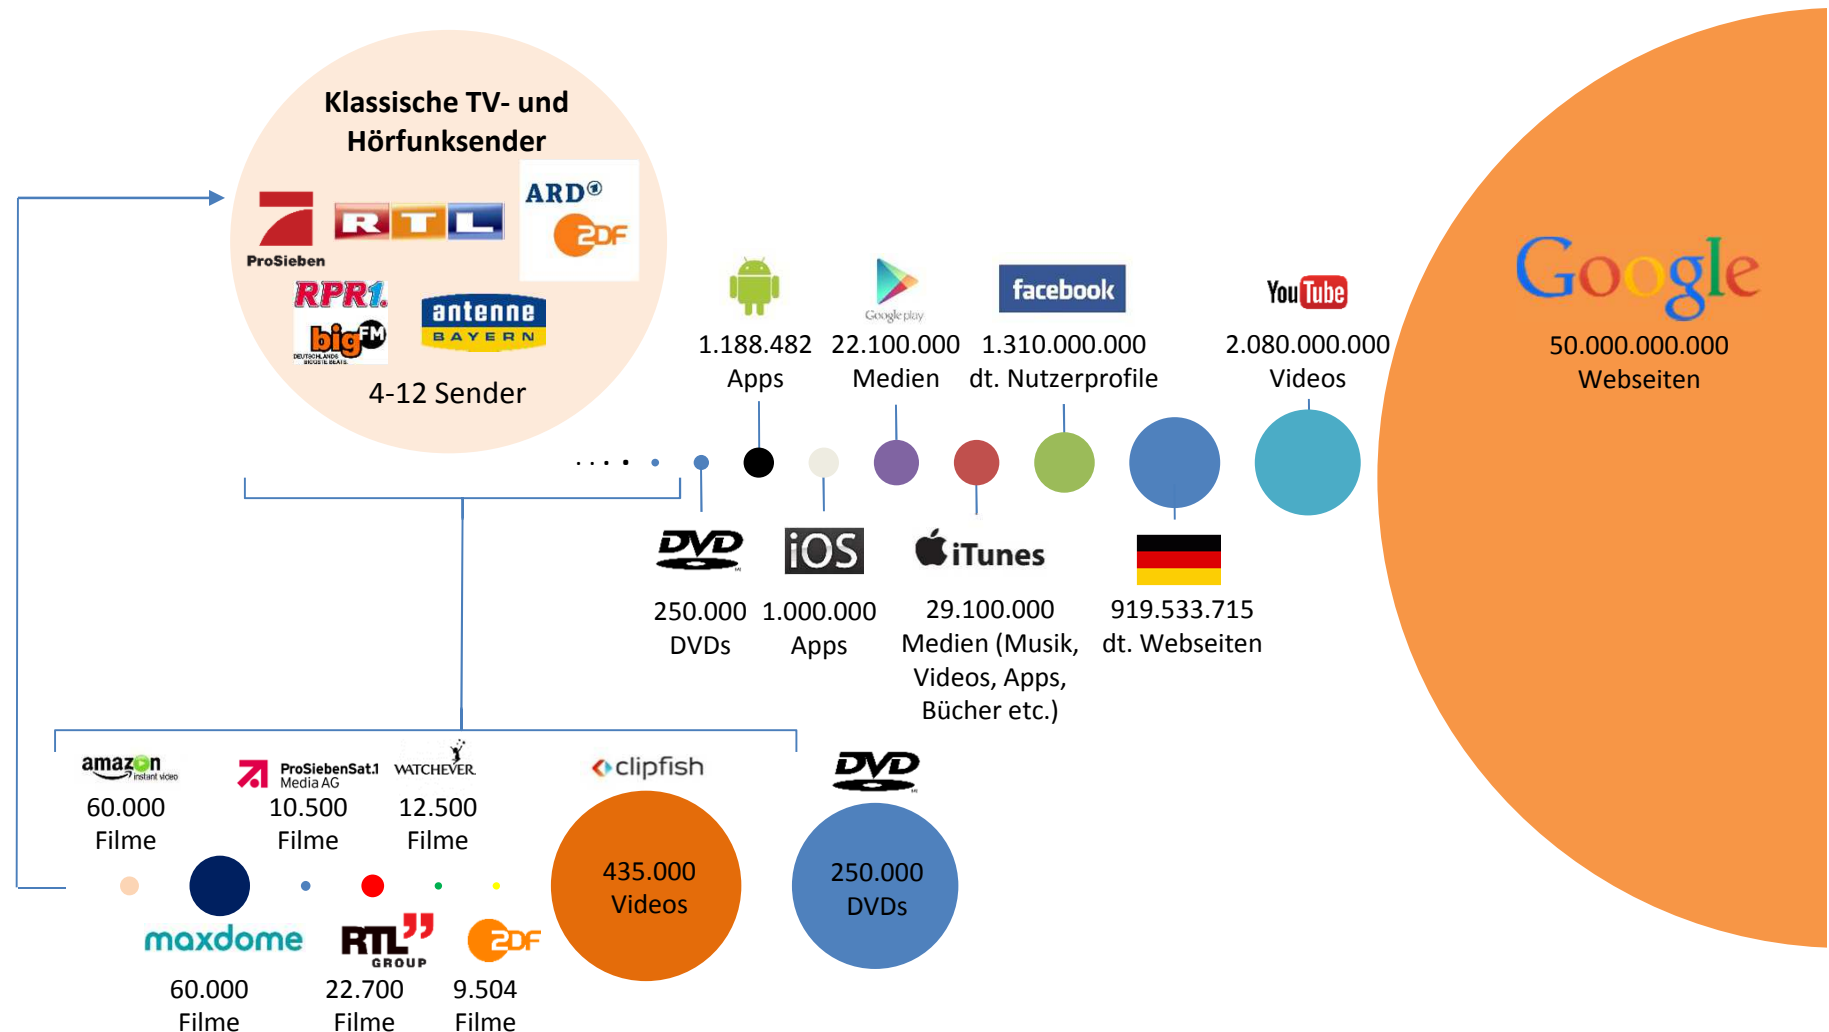 Klassische TV- und
Hörfunksender
ProSieben
RTL
ARD
ZDF
RPR1.
bigFM
DEUTSCHLANDS
BIGGSTE BEATS.
antenne
BAYERN
4-12 Sender
Google play
facebook
YouTube
Google
1.188.482
Apps
22.100.000
Medien
1.310.000.000
dt. Nutzerprofile
2.080.000.000
Videos
50.000.000.000
Webseiten
DVD
iOS
iTunes
250.000
DVDs
1.000.000
Apps
29.100.000
Medien (Musik,
Videos, Apps,
Bücher etc.)
919.533.715
dt. Webseiten
amazon
instant video
60.000
Filme
ProSiebenSat.1
Media AG
10.500
Filme
WATCHEVER
12.500
Filme
clipfish
435.000
Videos
DVD
250.000
DVDs
maxdome
60.000
Filme
RTL
GROUP
22.700
Filme
ZDF
9.504
Filme